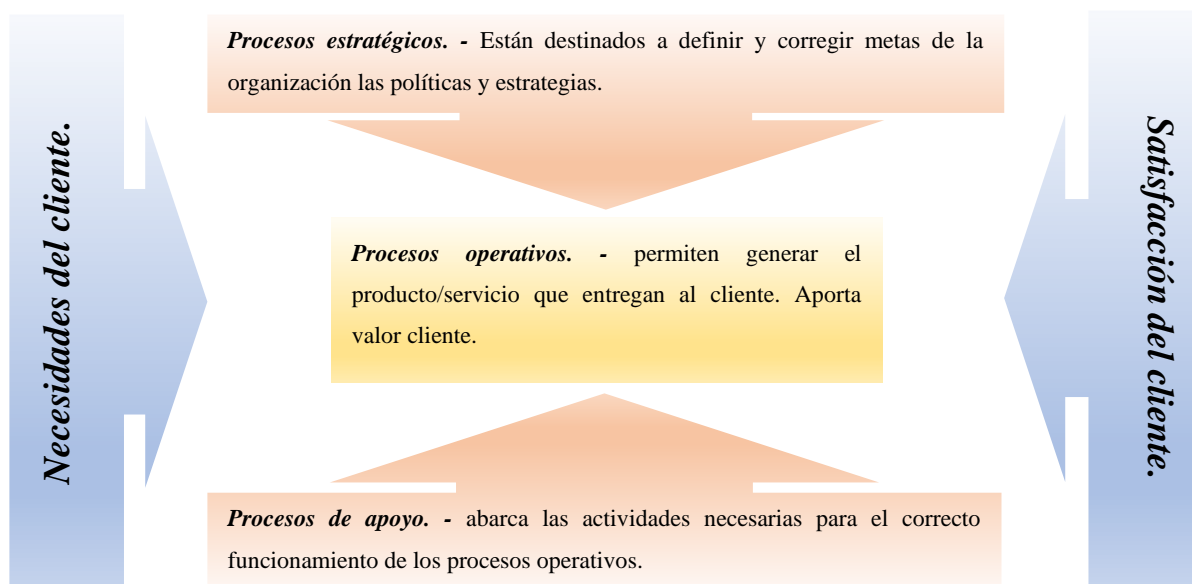 Procesos estratégicos. - Están destinados a definir y corregir metas de la
organización las políticas y estrategias.
Necesidades del cliente.
Procesos operativos. - permiten generar el
producto/servicio que entregan al cliente. Aporta
valor cliente.
Satisfacción del cliente.
Procesos de apoyo. - abarca las actividades necesarias para el correcto
funcionamiento de los procesos operativos.